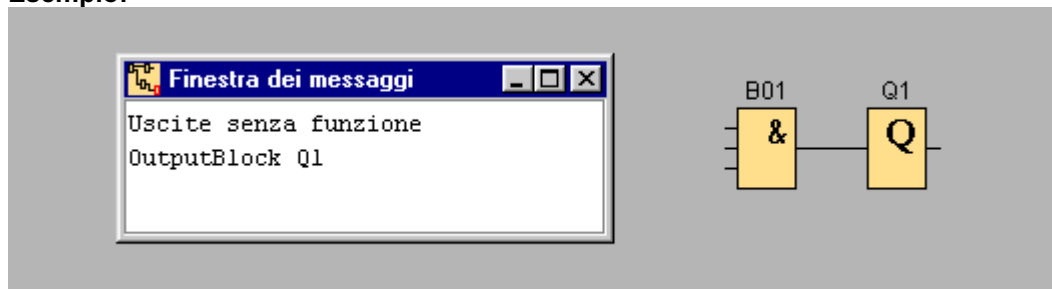 Esempio:
Finestra dei messaggi
Uscite senza funzione
OutputBlock Q1
B01
Q1
&
Q